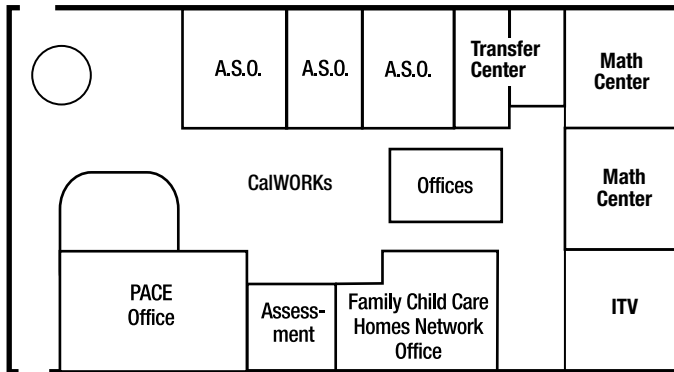 A.S.O.
A.S.O.
A.S.O.
Transfer
Center
Math
Center
CalWORKs
Offices
Math
Center
PACE
Office
Assess-
ment
Family Child Care
Homes Network
Office
ITV